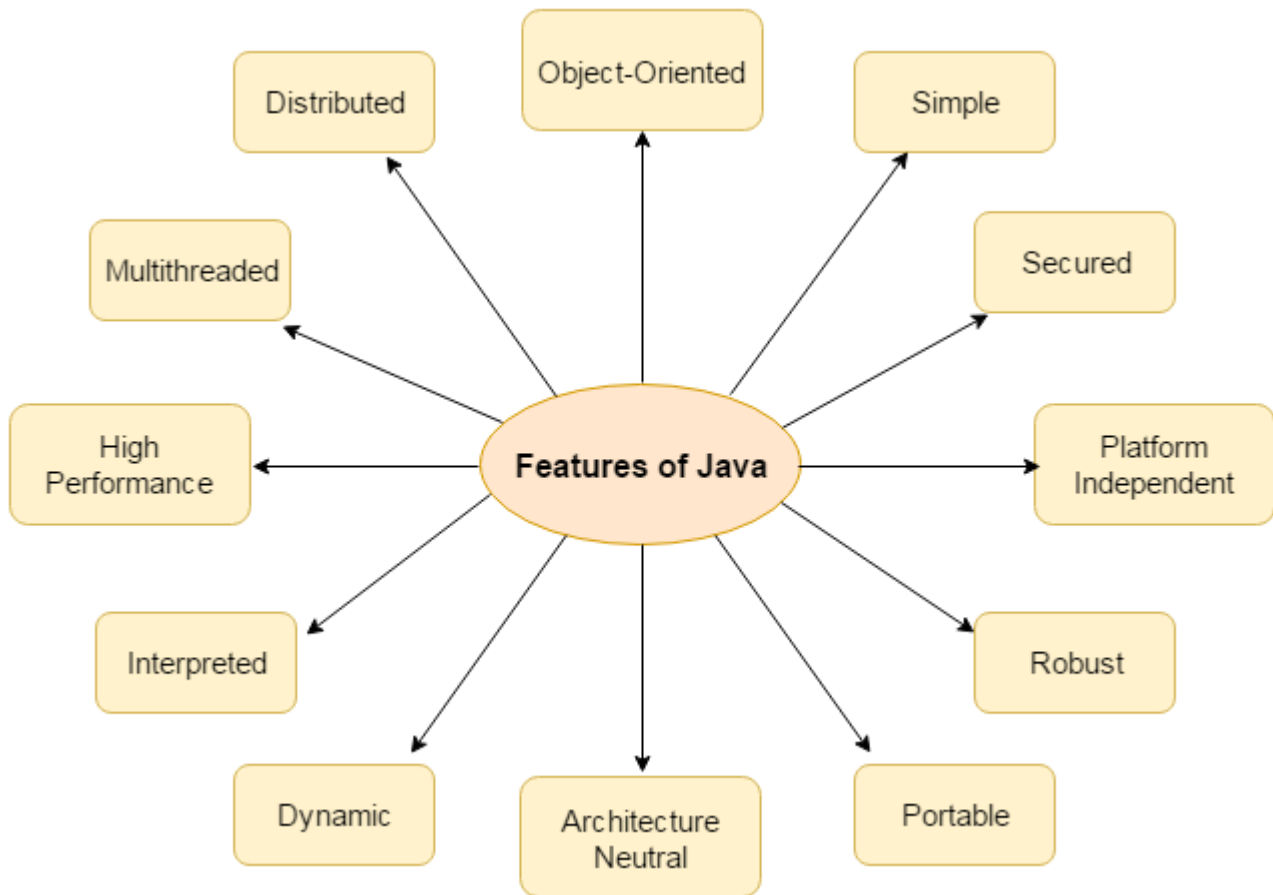 Object-Oriented
Distributed
Simple
Multithreaded
Secured
High
Performance
Features of Java
Platform
Independent
Interpreted
Robust
Dynamic
Architecture
Neutral
Portable